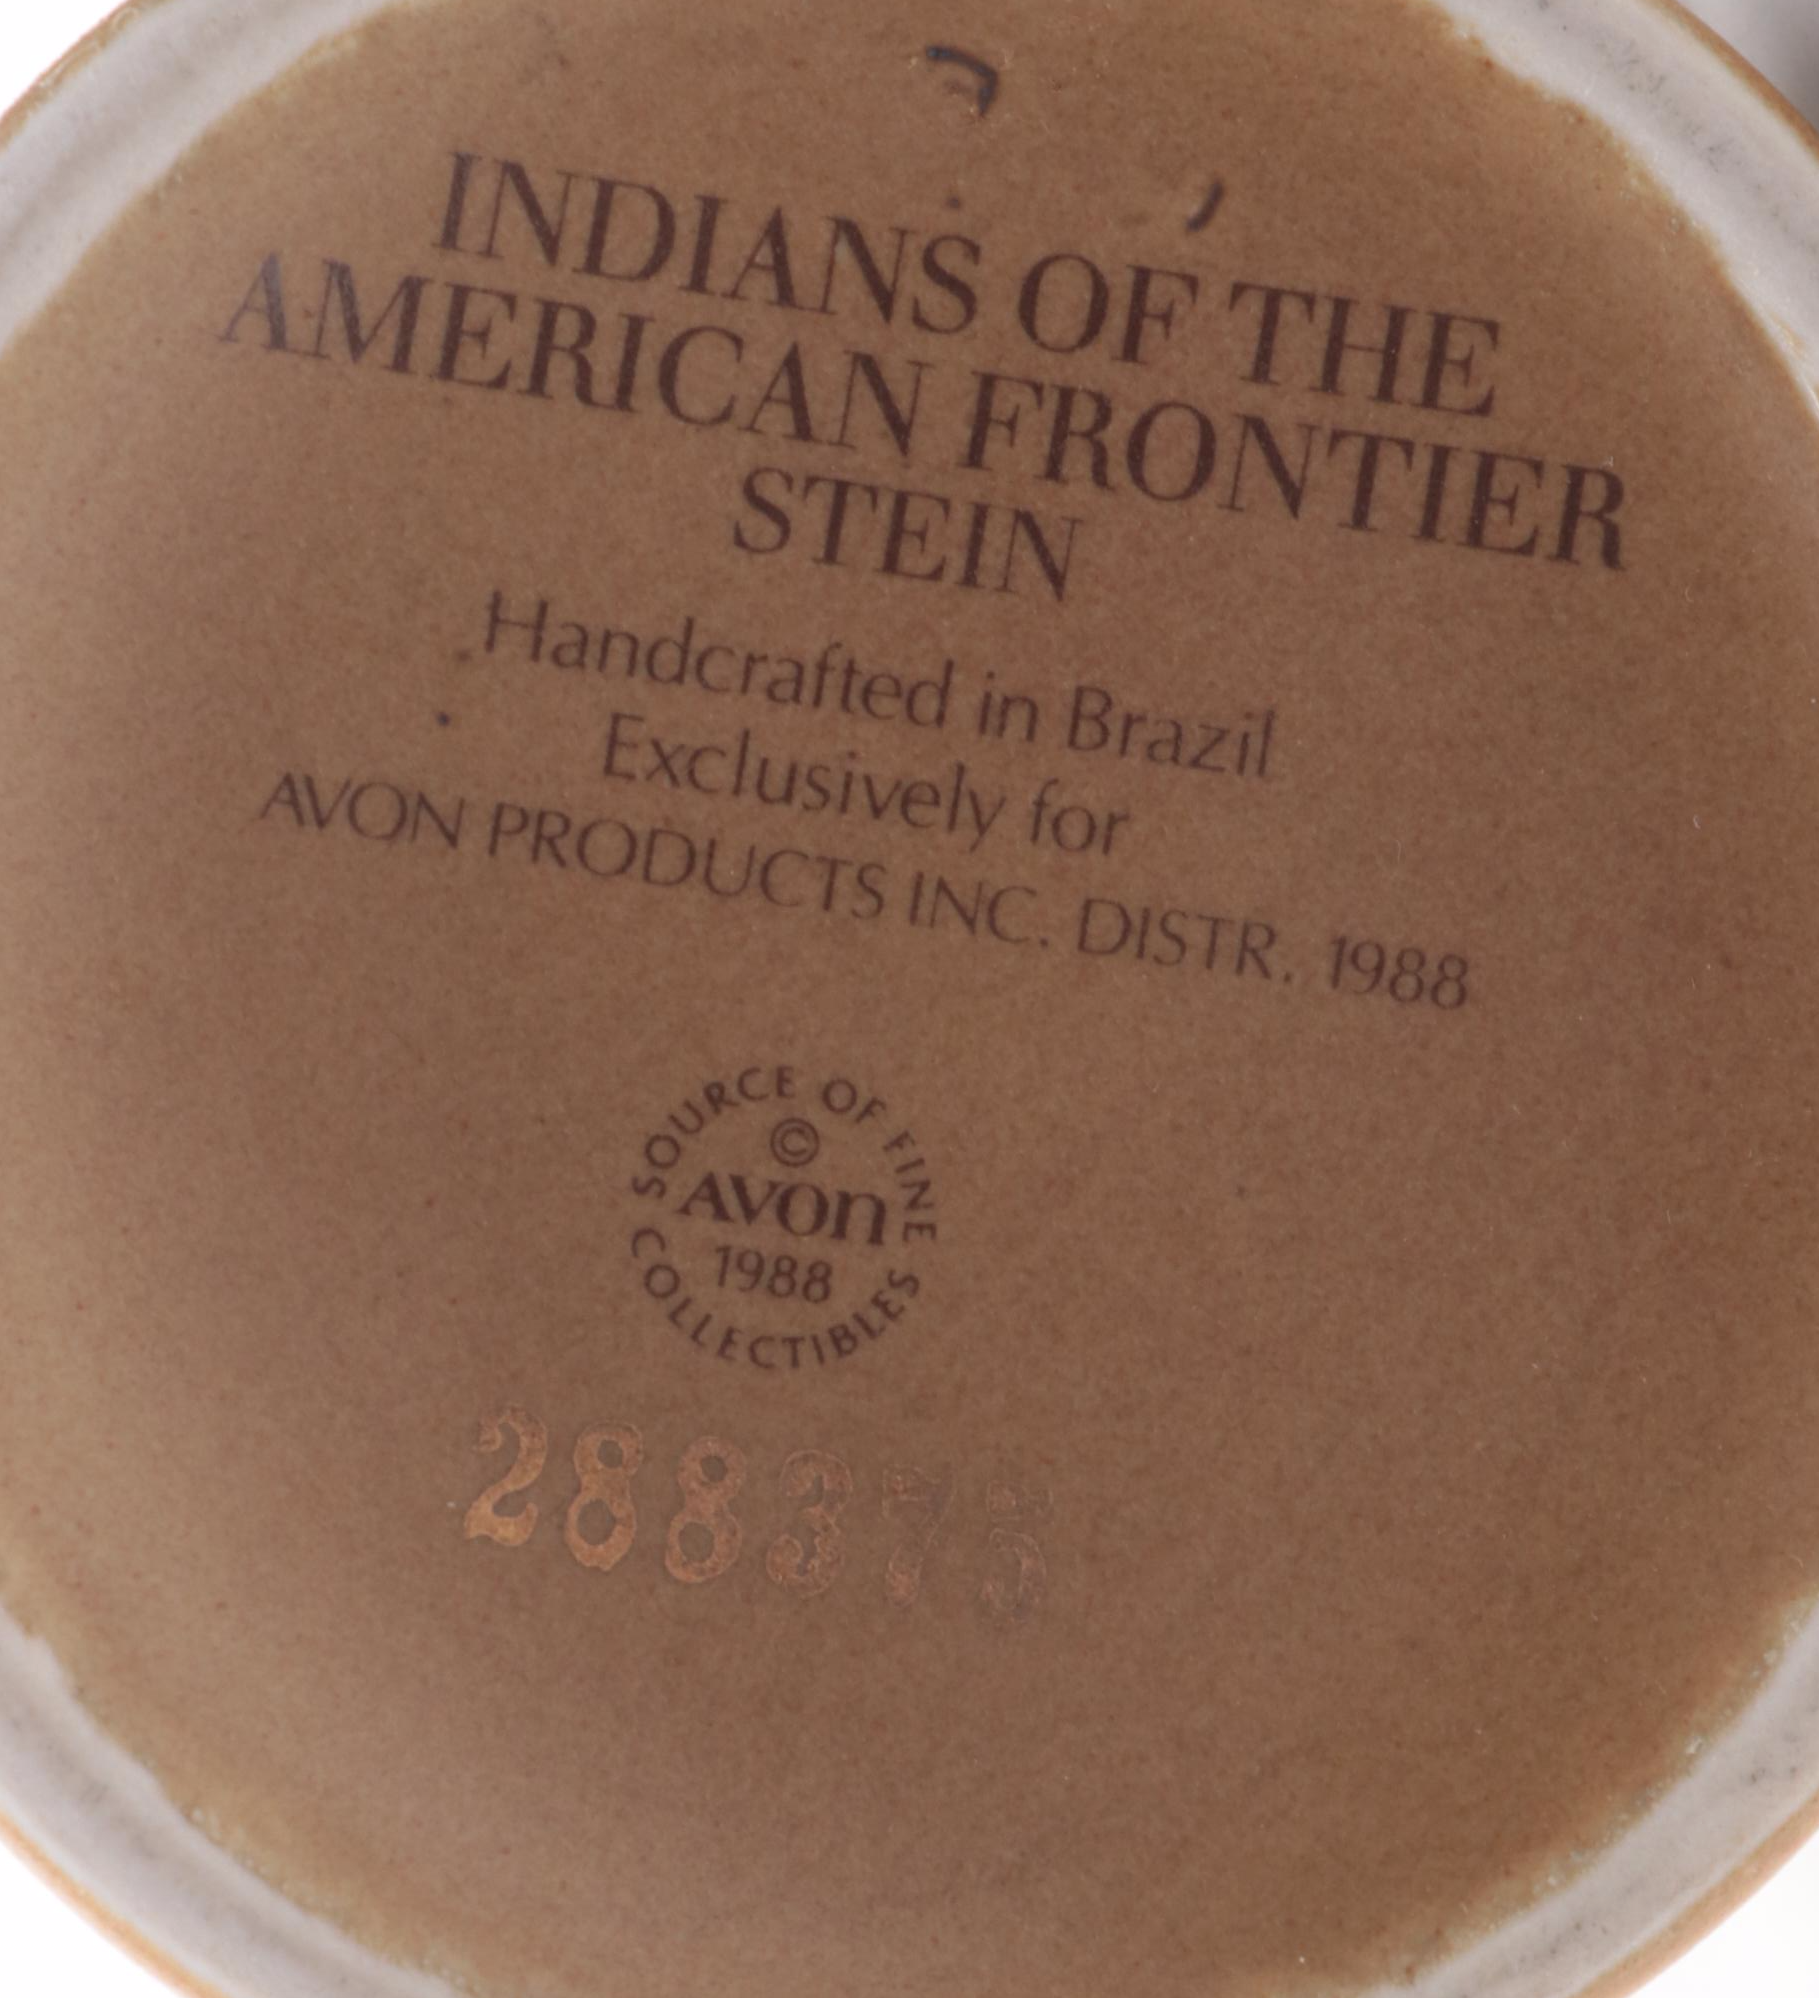 INDIANS OF THE
AMERICAN FRONTIER
STEIN
Handcrafted in Brazil
Exclusively for
AVON PRODUCTS INC. DISTR. 1988
SOURCE OF FINE
©
AVON
1988
COLLECTIBLES
288375